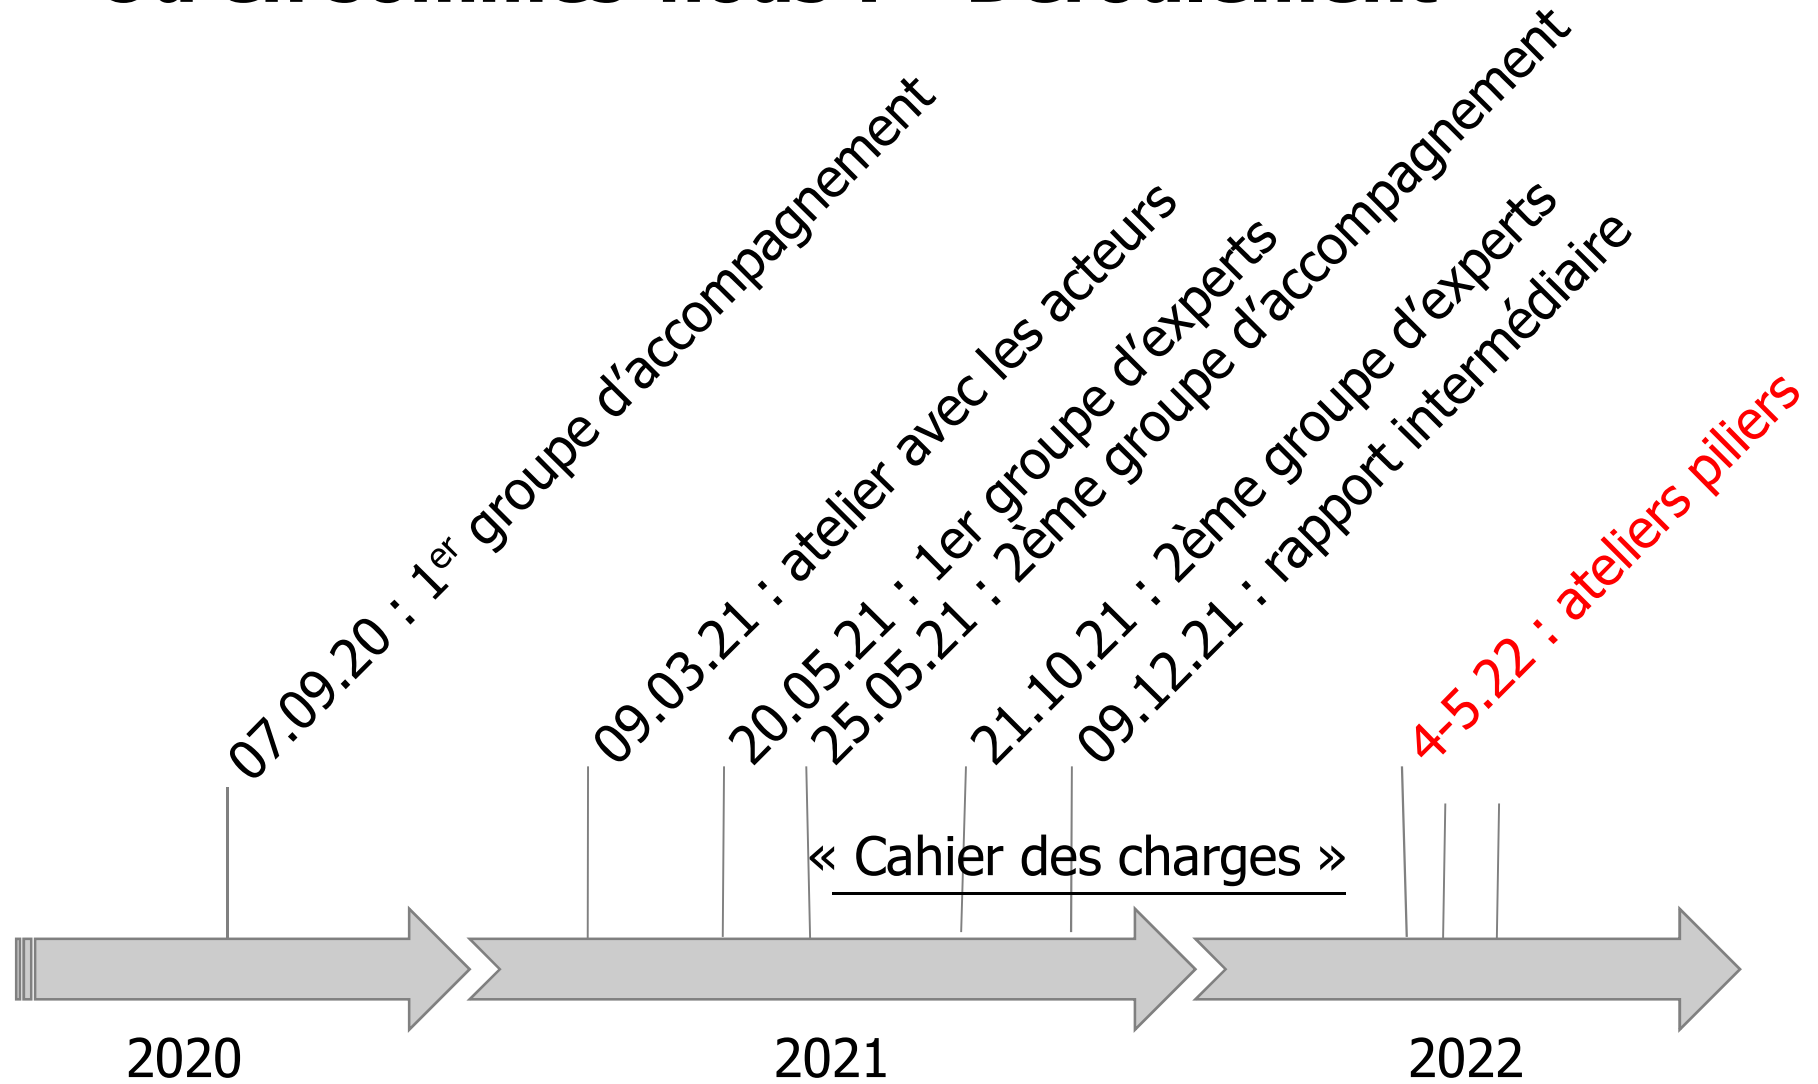 07.09.20 : 1er groupe d’accompagnement
09.03.21 : atelier avec les acteurs
20.05.21 : 1er groupe d’experts
25.05.21 : 2ème groupe d’accompagnement
21.10.21 : 2ème groupe d’experts
09.12.21 : rapport intermédiaire
4-5.22 : ateliers piliers
« Cahier des charges »
2020
2021
2022